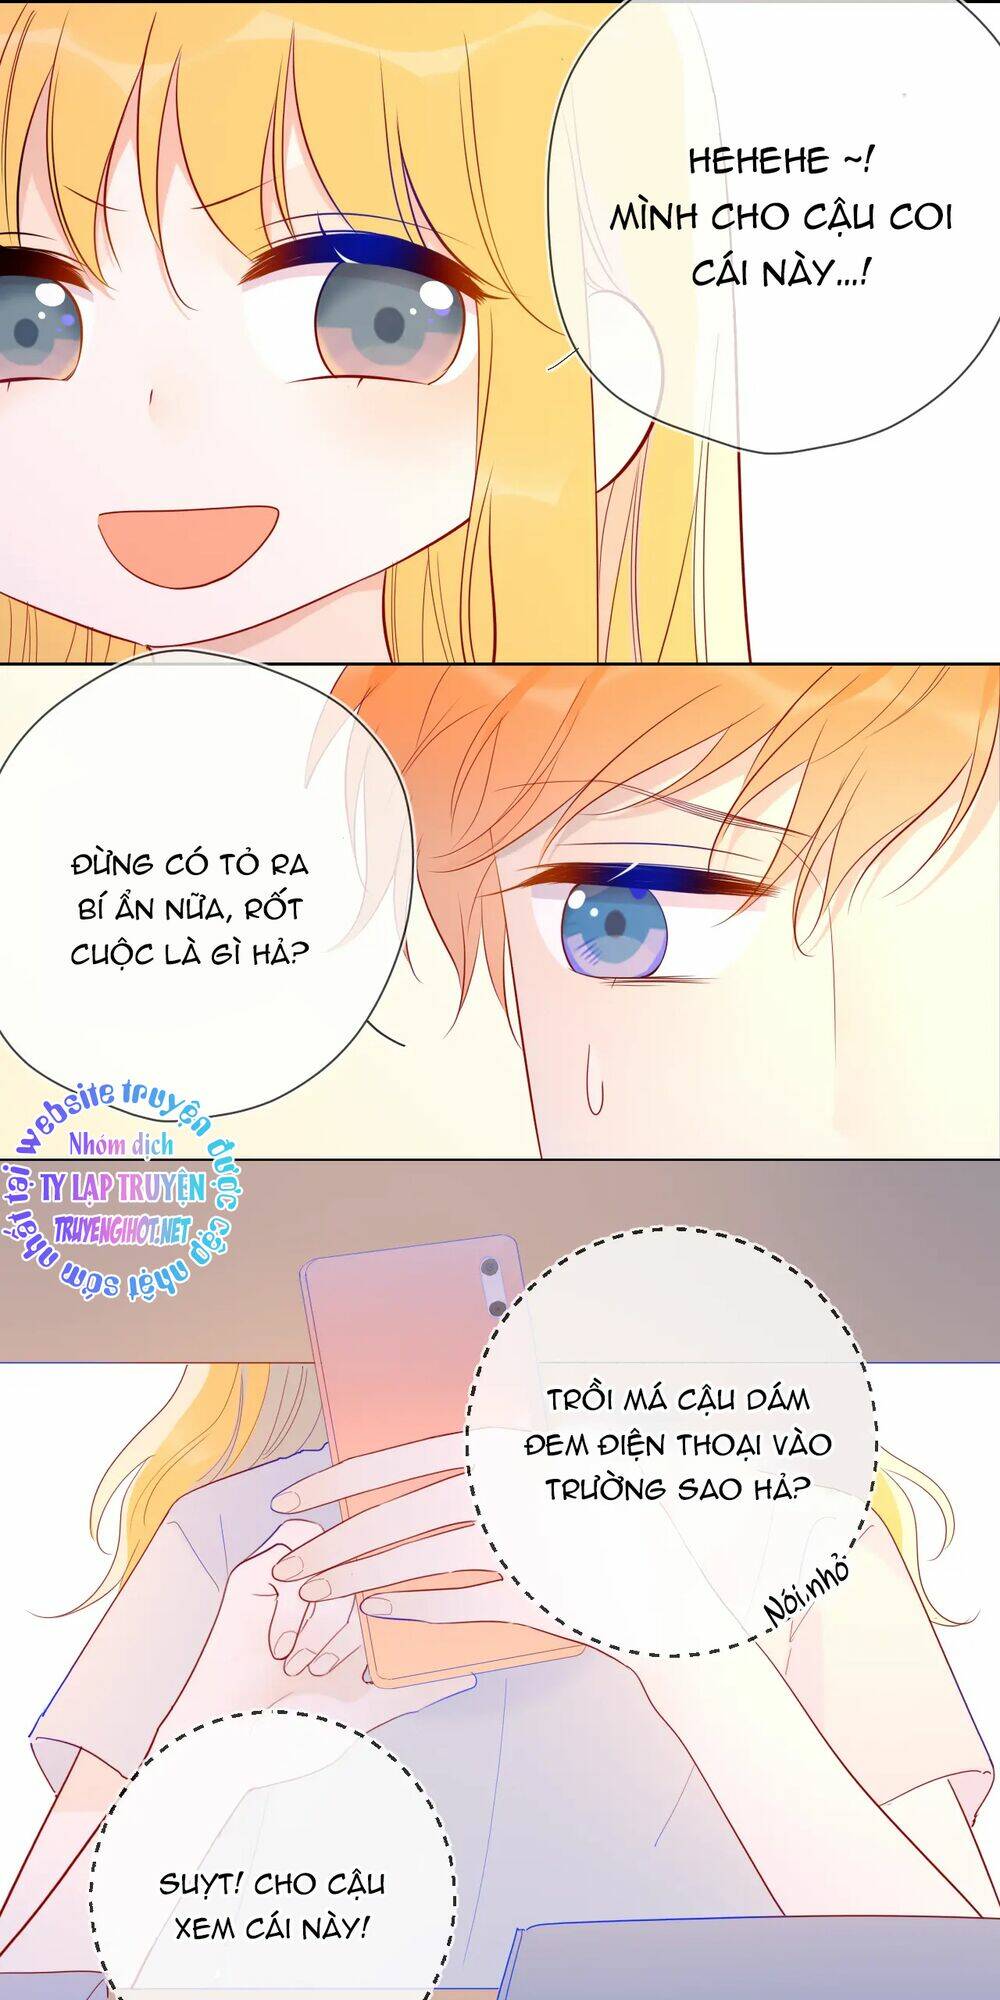 HEHEHE ~!
MÌNH CHO CẬU COI
CÁI NÀY...!
ĐỪNG CÓ TỎ RA
BÍ ẨN NỮA, RỐT
CUỘC LÀ GÌ HẢ?
tại website truyện được cập nhật sớm nhất
Nhóm dịch
TY LẠP TRUYỆN
TRUYENGIHOT.NET
TRỒI MÁ CẬU DÁM
ĐEM ĐIỆN THOẠI VÀO
TRƯỜNG SAO HẢ?
Nói nhỏ
SUỴT! CHO CẬU
XEM CÁI NÀY!